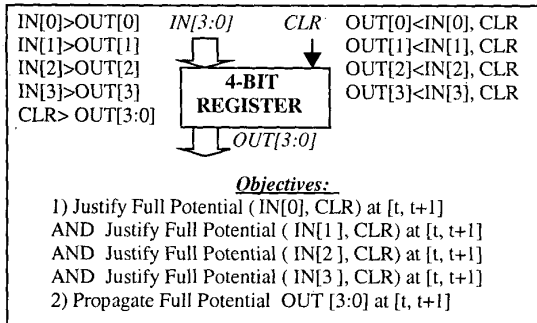 IN[0]>OUT[0] IN[3:0] CLR OUT[0]<IN[0], CLR
IN[1]>OUT[1] OUT[1]<IN[1], CLR
IN[2]>OUT[2] OUT[2]<IN[2], CLR
IN[3]>OUT[3] 4-BIT OUT[3]<IN[3], CLR
CLR> OUT[3:0] REGISTER
OUT[3:0]
Objectives:
1) Justify Full Potential ( IN[0], CLR) at [t, t+1]
AND Justify Full Potential ( IN[1 ], CLR) at [t, t+1]
AND Justify Full Potential ( IN[2 ], CLR) at [t, t+1]
AND Justify Full Potential ( IN[3 ], CLR) at [t, t+1]
2) Propagate Full Potential OUT [3:0] at [t, t+1]